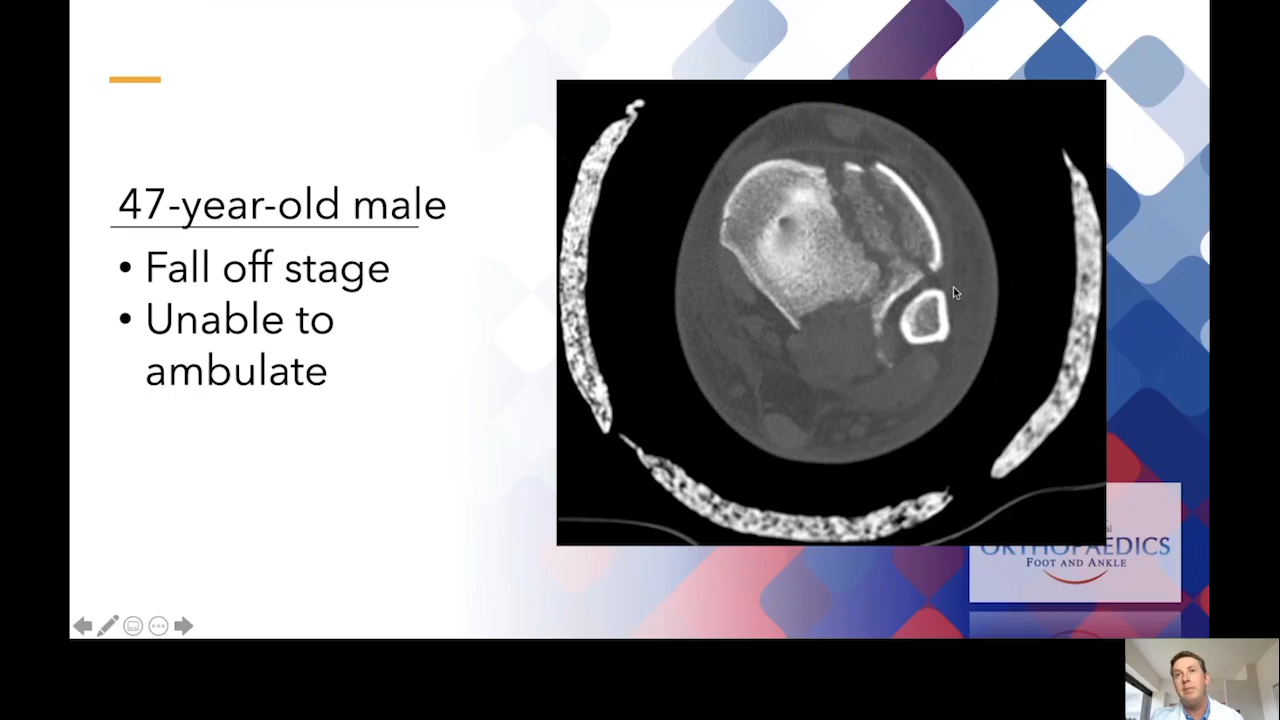 47-year-old male
• Fall off stage
• Unable to
ambulate
ORTHOPAEDICS
FOOT AND ANKLE